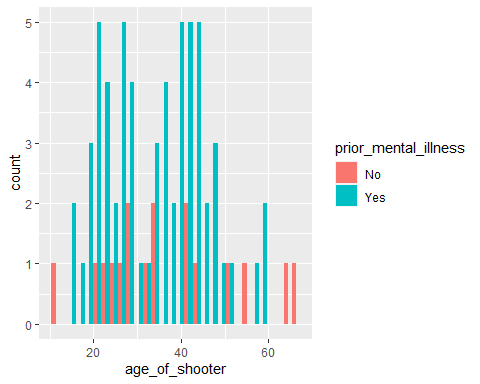 5
4
3
2
1
0
count
20
40
60
age_of_shooter
prior_mental_illness
No
Yes